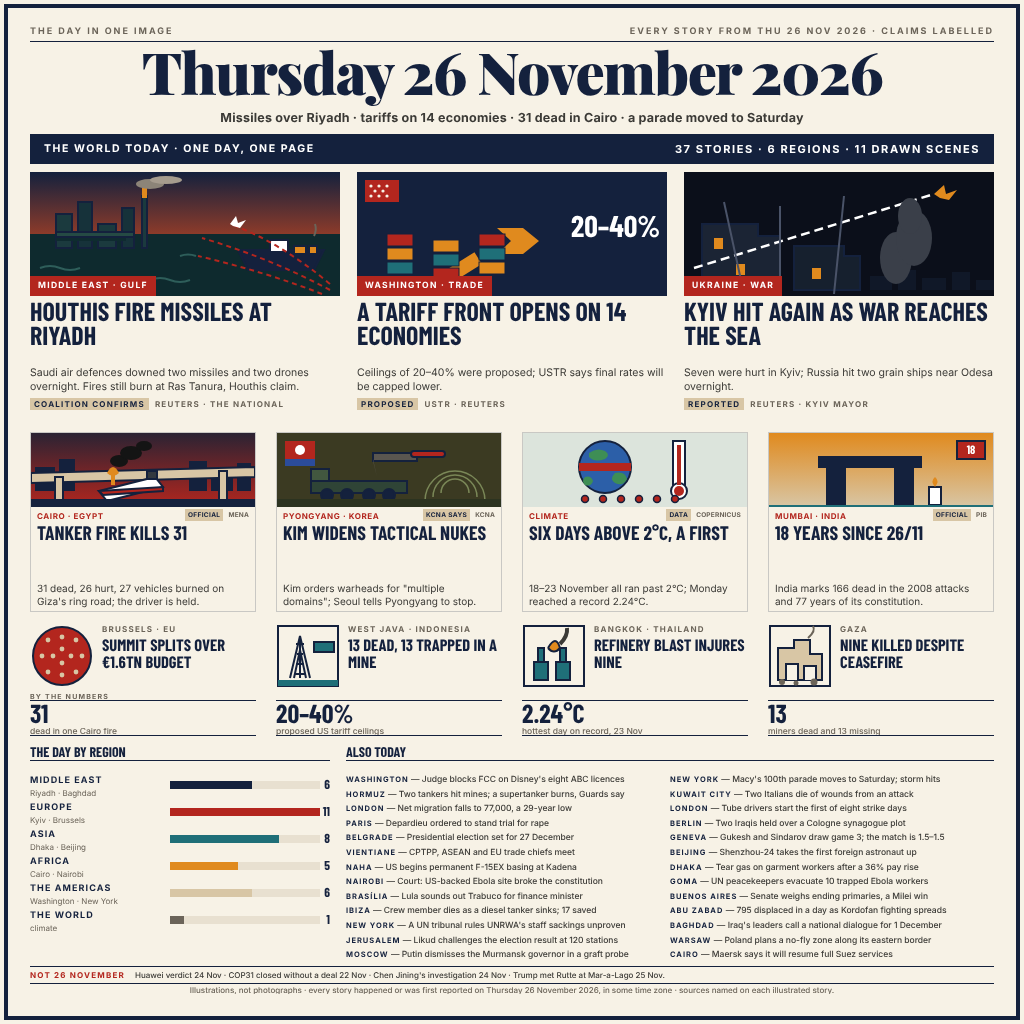 THE DAY IN ONE IMAGE
EVERY STORY FROM THU 26 NOV 2026 · CLAIMS LABELLED
Thursday 26 November 2026
Missiles over Riyadh · tariffs on 14 economies · 31 dead in Cairo · a parade moved to Saturday
THE WORLD TODAY · ONE DAY, ONE PAGE
37 STORIES · 6 REGIONS · 11 DRAWN SCENES
MIDDLE EAST · GULF
HOUTHIS FIRE MISSILES AT
RIYADH
Saudi air defences downed two missiles and two drones
overnight. Fires still burn at Ras Tanura, Houthis claim.
COALITION CONFIRMS REUTERS · THE NATIONAL
20–40%
WASHINGTON · TRADE
A TARIFF FRONT OPENS ON 14
ECONOMIES
Ceilings of 20–40% were proposed; USTR says final rates will
be capped lower.
PROPOSED USTR · REUTERS
UKRAINE · WAR
KYIV HIT AGAIN AS WAR REACHES
THE SEA
Seven were hurt in Kyiv; Russia hit two grain ships near Odesa
overnight.
REPORTED REUTERS · KYIV MAYOR
CAIRO · EGYPT OFFICIAL MENA
TANKER FIRE KILLS 31
31 dead, 26 hurt, 27 vehicles burned on
Giza's ring road; the driver is held.
PYONGYANG · KOREA KCNA SAYS KCNA
KIM WIDENS TACTICAL NUKES
Kim orders warheads for "multiple
domains"; Seoul tells Pyongyang to stop.
CLIMATE DATA COPERNICUS
SIX DAYS ABOVE 2°C, A FIRST
18–23 November all ran past 2°C; Monday
reached a record 2.24°C.
18
MUMBAI · INDIA OFFICIAL PIB
18 YEARS SINCE 26/11
India marks 166 dead in the 2008 attacks
and 77 years of its constitution.
BRUSSELS · EU
SUMMIT SPLITS OVER
€1.6TN BUDGET
WEST JAVA · INDONESIA
13 DEAD, 13 TRAPPED IN A
MINE
BANGKOK · THAILAND
REFINERY BLAST INJURES
NINE
GAZA
NINE KILLED DESPITE
CEASEFIRE
BY THE NUMBERS
31
dead in one Cairo fire
20–40%
proposed US tariff ceilings
2.24°C
hottest day on record, 23 Nov
13
miners dead and 13 missing
THE DAY BY REGION
MIDDLE EAST
Riyadh · Baghdad
6
EUROPE
Kyiv · Brussels
11
ASIA
Dhaka · Beijing
8
AFRICA
Cairo · Nairobi
5
THE AMERICAS
Washington · New York
6
THE WORLD
climate
1
ALSO TODAY
WASHINGTON — Judge blocks FCC on Disney's eight ABC licences
HORMUZ — Two tankers hit mines; a supertanker burns, Guards say
LONDON — Net migration falls to 77,000, a 29-year low
PARIS — Depardieu ordered to stand trial for rape
BELGRADE — Presidential election set for 27 December
VIENTIANE — CPTPP, ASEAN and EU trade chiefs meet
NAHA — US begins permanent F-15EX basing at Kadena
NAIROBI — Court: US-backed Ebola site broke the constitution
BRASÍLIA — Lula sounds out Trabuco for finance minister
IBIZA — Crew member dies as a diesel tanker sinks; 17 saved
NEW YORK — A UN tribunal rules UNRWA's staff sackings unproven
JERUSALEM — Likud challenges the election result at 120 stations
MOSCOW — Putin dismisses the Murmansk governor in a graft probe
NEW YORK — Macy's 100th parade moves to Saturday; storm hits
KUWAIT CITY — Two Italians die of wounds from an attack
LONDON — Tube drivers start the first of eight strike days
BERLIN — Two Iraqis held over a Cologne synagogue plot
GENEVA — Gukesh and Sindarov draw game 3; the match is 1.5–1.5
BEIJING — Shenzhou-24 takes the first foreign astronaut up
DHAKA — Tear gas on garment workers after a 36% pay rise
GOMA — UN peacekeepers evacuate 10 trapped Ebola workers
BUENOS AIRES — Senate weighs ending primaries, a Milei win
ABU ZABAD — 795 displaced in a day as Kordofan fighting spreads
BAGHDAD — Iraq's leaders call a national dialogue for 1 December
WARSAW — Poland plans a no-fly zone along its eastern border
CAIRO — Maersk says it will resume full Suez services
NOT 26 NOVEMBER Huawei verdict 24 Nov · COP31 closed without a deal 22 Nov · Chen Jining's investigation 24 Nov · Trump met Rutte at Mar-a-Lago 25 Nov.
Illustrations, not photographs · every story happened or was first reported on Thursday 26 November 2026, in some time zone · sources named on each illustrated story.